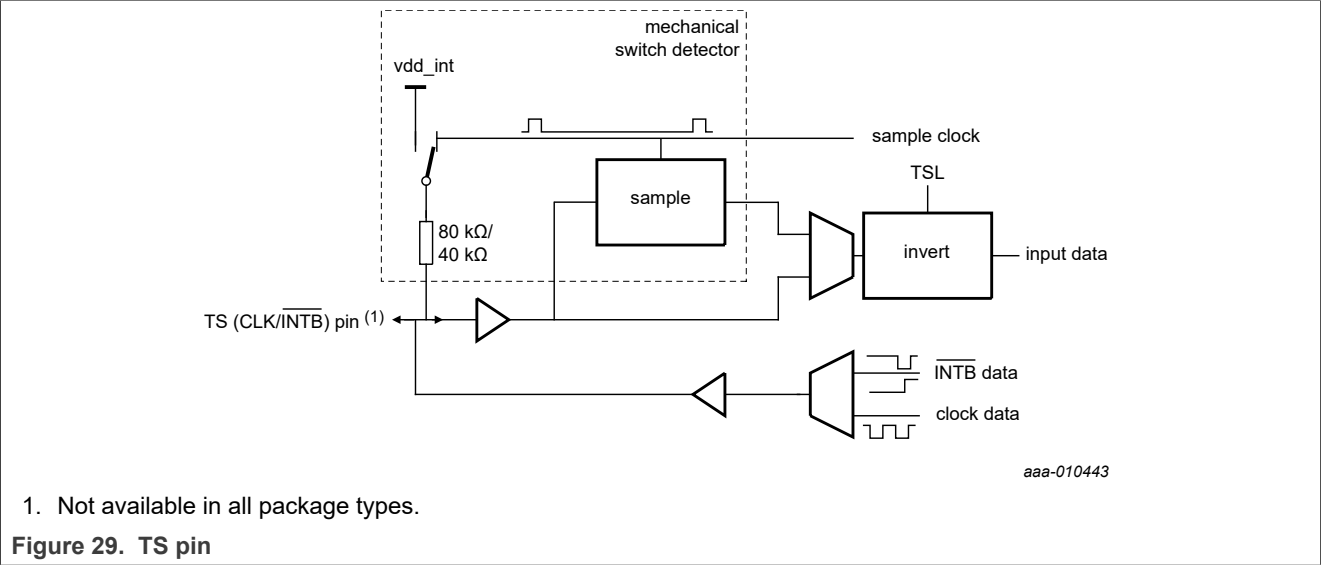 mechanical
switch detector
vdd_int
sample clock
TSL
sample
80 kΩ/
40 kΩ
invert
input data
TS (CLK/INTB) pin (1)
INTB data
clock data
aaa-010443
1. Not available in all package types.
Figure 29. TS pin